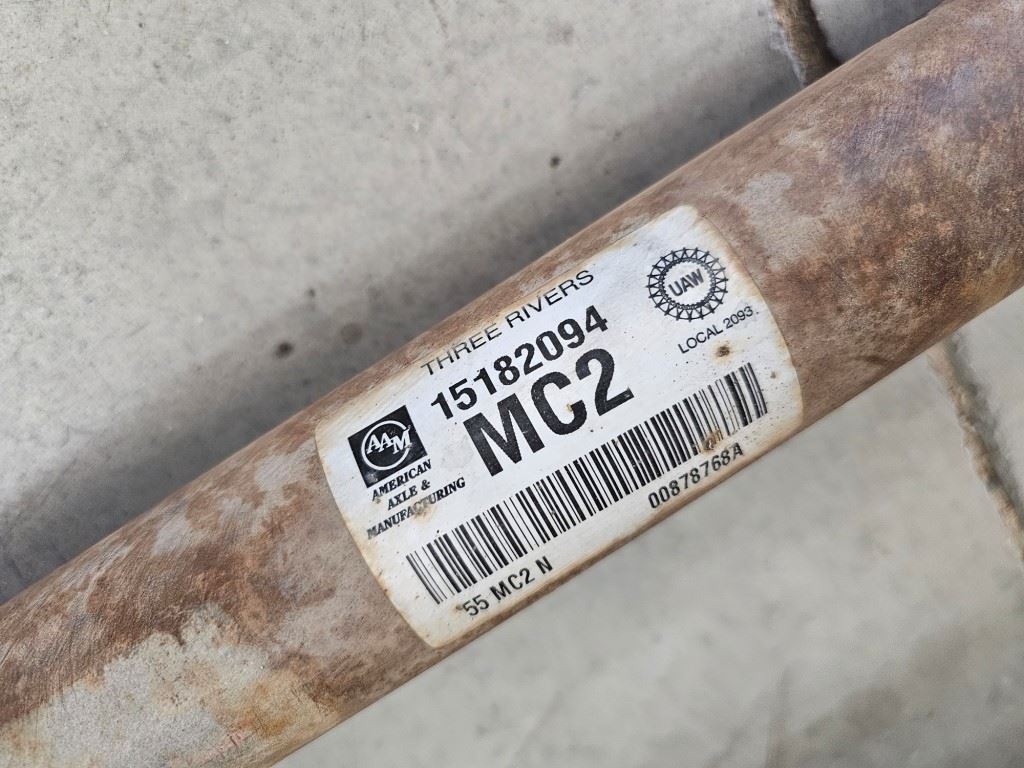 THREE RIVERS
15182094
MC2
UAW
LOCAL 2093
AAM
AMERICAN
AXLE &
MANUFACTURING
00878768A
55 MC2 N